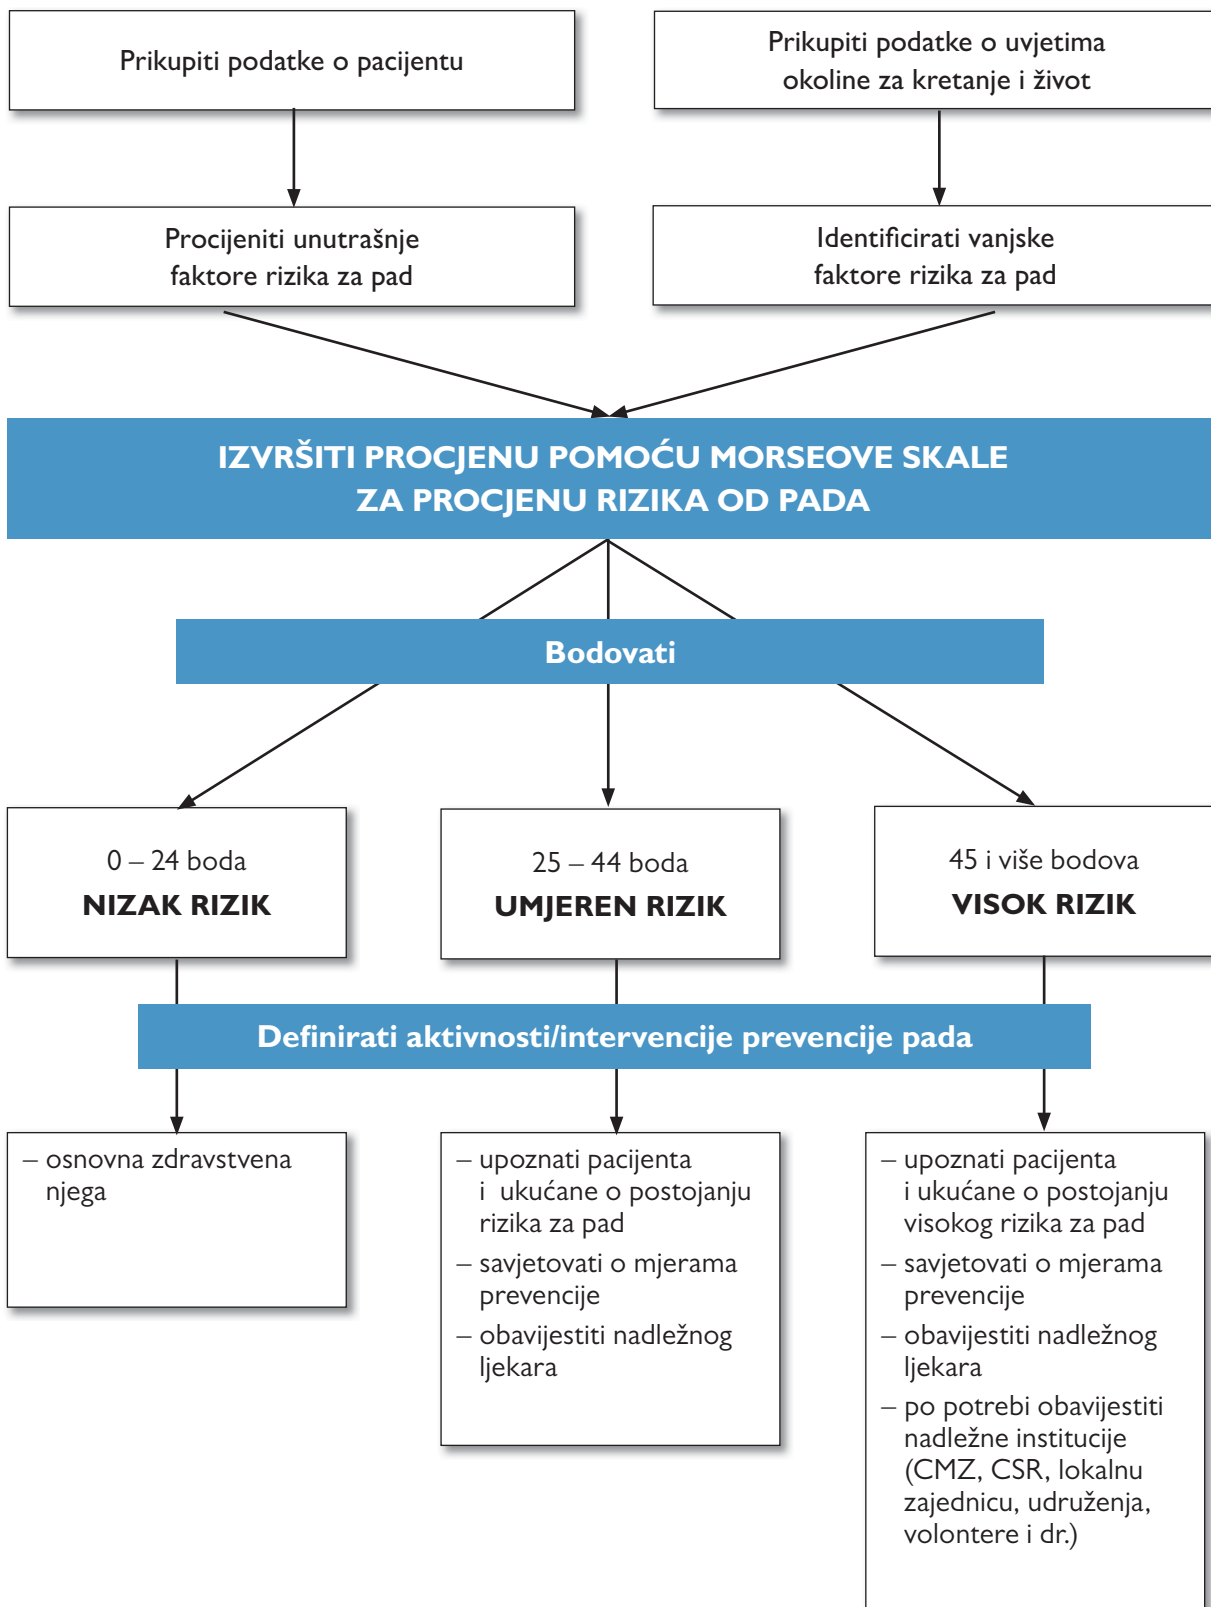 Prikupiti podatke o pacijentu
Prikupiti podatke o uvjetima
okoline za kretanje i život
Procijeniti unutrašnje
faktore rizika za pad
Identificirati vanjske
faktore rizika za pad
IZVRŠITI PROCJENU POMOĆU MORSEOVE SKALE
ZA PROCJENU RIZIKA OD PADA
Bodovati
0 – 24 boda
NIZAK RIZIK
25 – 44 boda
UMJEREN RIZIK
45 i više bodova
VISOK RIZIK
Definirati aktivnosti/intervencije prevencije pada
– osnovna zdravstvena
njega
– upoznati pacijenta
i ukućane o postojanju
rizika za pad
– savjetovati o mjerama
prevencije
– obavijestiti nadležnog
ljekara
– upoznati pacijenta
i ukućane o postojanju
visokog rizika za pad
– savjetovati o mjerama
prevencije
– obavijestiti nadležnog
ljekara
– po potrebi obavijestiti
nadležne institucije
(CMZ, CSR, lokalnu
zajednicu, udruženja,
volontere i dr.)